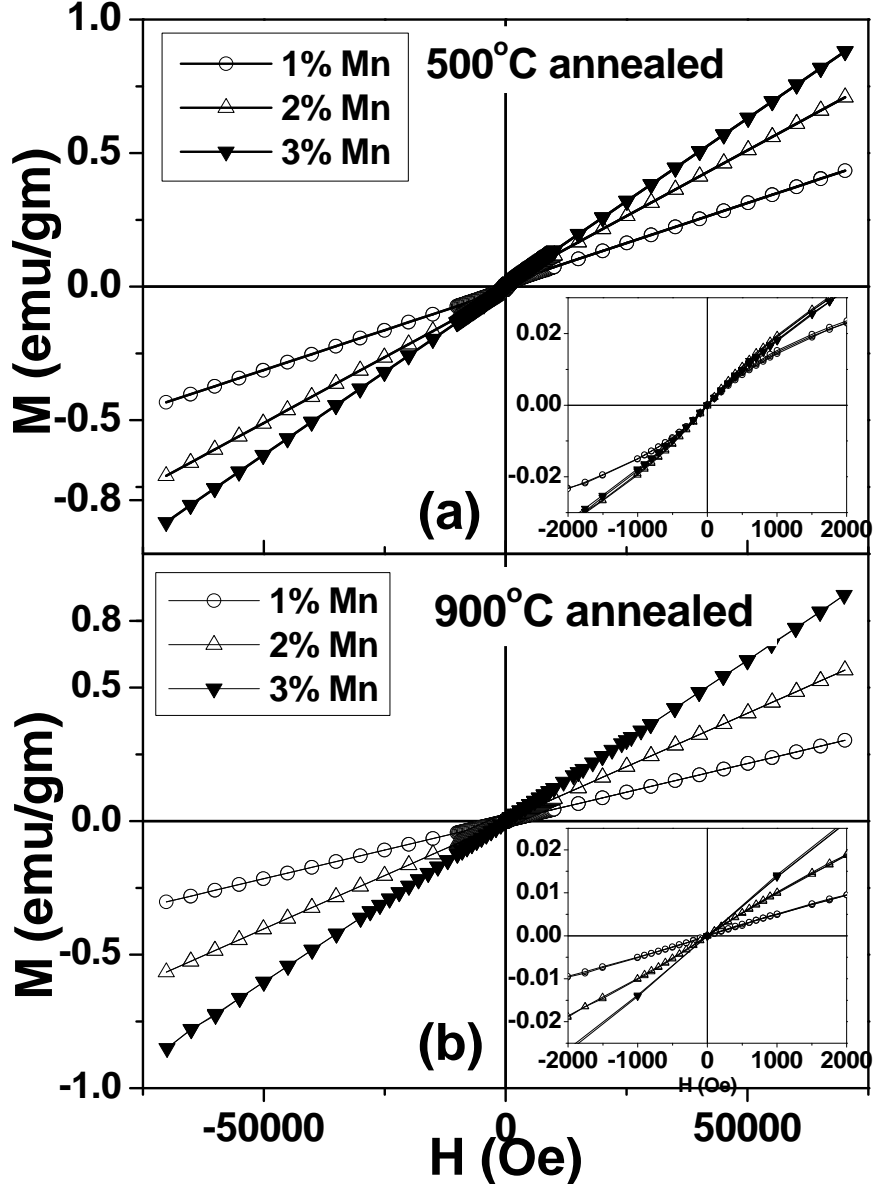 1.0
1% Mn
500°C annealed
2% Mn
3% Mn
0.5
M (emu/gm)
0.0
-0.5
-0.8
(a)
0.02
0.00
-0.02
-2000 -1000 0 1000 2000
1% Mn
900°C annealed
2% Mn
3% Mn
0.8
0.5
M (emu/gm)
0.0
-0.5
-1.0
(b)
0.02
0.01
0.00
-0.01
-0.02
-2000 -1000 0 1000 2000
H (Oe)
-50000 0 50000
H (Oe)